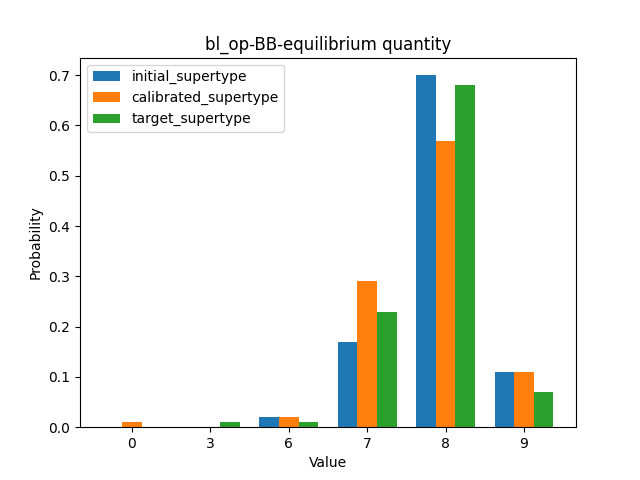 bl_op-BB-equilibrium quantity
initial_supertype
calibrated_supertype
target_supertype
Probability
0.7
0.6
0.5
0.4
0.3
0.2
0.1
0.0
0 3 6 7 8 9
Value